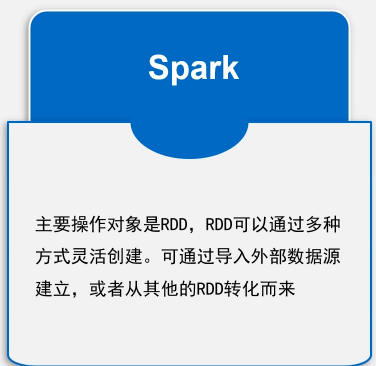 Spark
主要操作对象是RDD，RDD可以通过多种
方式灵活创建。可通过导入外部数据源
建立，或者从其他的RDD转化而来